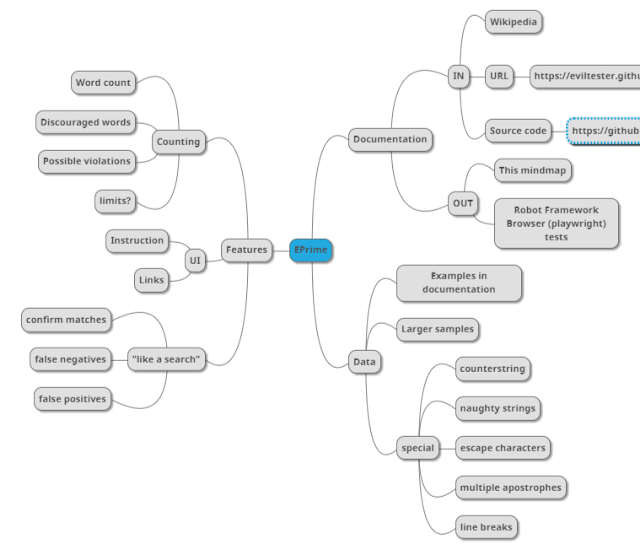 Wikipedia
IN
URL
https://eviltester.githu
Source code
https://github
Documentation
This mindmap
OUT
Robot Framework
Browser (playwright)
tests
Word count
Discouraged words
Counting
Possible violations
limits?
Instruction
UI
Links
Features
EPrime
confirm matches
false negatives
"like a search"
false positives
Examples in
documentation
Larger samples
Data
counterstring
naughty strings
special
escape characters
multiple apostrophes
line breaks